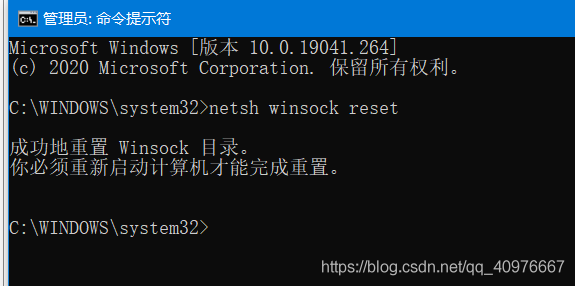 管理员: 命令提示符
Microsoft Windows [版本 10.0.19041.264]
(c) 2020 Microsoft Corporation. 保留所有权利。
C:\WINDOWS\system32>netsh winsock reset
成功地重置 Winsock 目录。
你必须重新启动计算机才能完成重置。
C:\WINDOWS\system32>
https://blog.csdn.net/qq_40976667